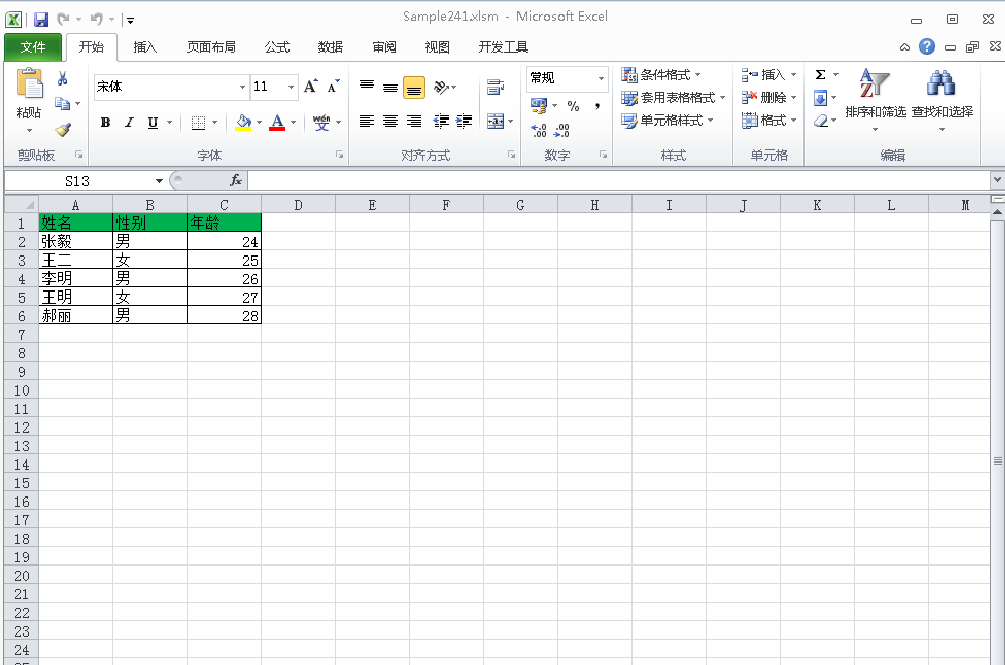 Sample241.xlsm - Microsoft Excel
文件 开始 插入 页面布局 公式 数据 审阅 视图 开发工具
宋体 11 常规 条件格式 插入 Σ
粘贴 套用表格格式 删除 排序和筛选 查找和选择
B I U A wén 文 % , 单元格样式 格式
剪贴板 字体 对齐方式 数字 样式 单元格 编辑
S13 fx
A B C D E F G H I J K L M
1 姓名 性别 年龄
2 张毅 男 24
3 王二 女 25
4 李明 男 26
5 王明 女 27
6 郝丽 男 28
7
8
9
10
11
12
13
14
15
16
17
18
19
20
21
22
23
24